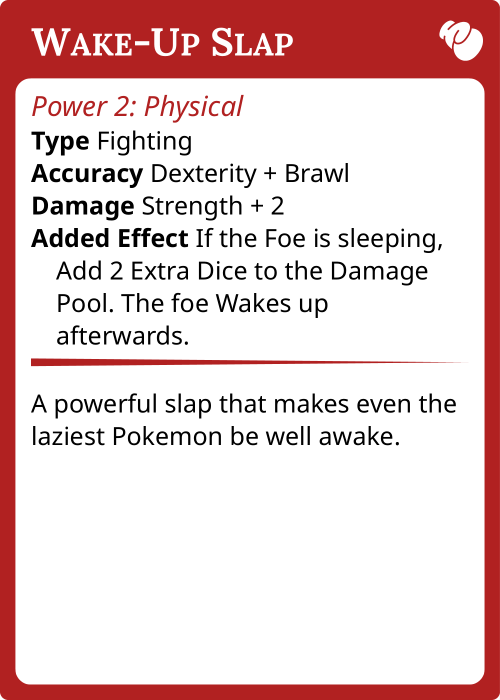 Wake-Up Slap
Power 2: Physical
Type Fighting
Accuracy Dexterity + Brawl
Damage Strength + 2
Added Effect If the Foe is sleeping,
Add 2 Extra Dice to the Damage
Pool. The foe Wakes up
afterwards.
A powerful slap that makes even the
laziest Pokemon be well awake.